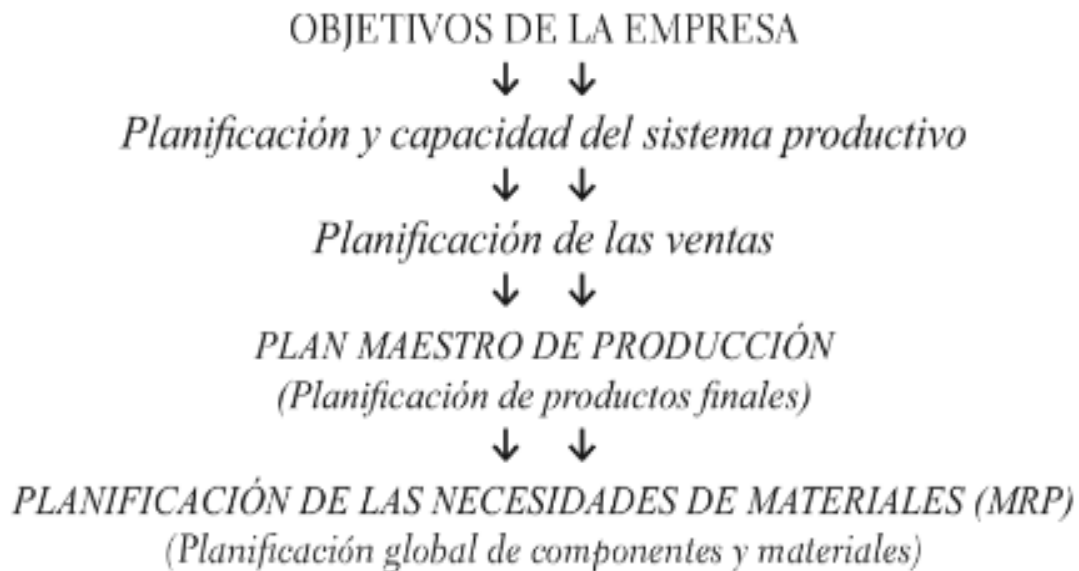 OBJETIVOS DE LA EMPRESA
↓ ↓
Planificación y capacidad del sistema productivo
↓ ↓
Planificación de las ventas
↓ ↓
PLAN MAESTRO DE PRODUCCIÓN
(Planificación de productos finales)
↓ ↓
PLANIFICACIÓN DE LAS NECESIDADES DE MATERIALES (MRP)
(Planificación global de componentes y materiales)